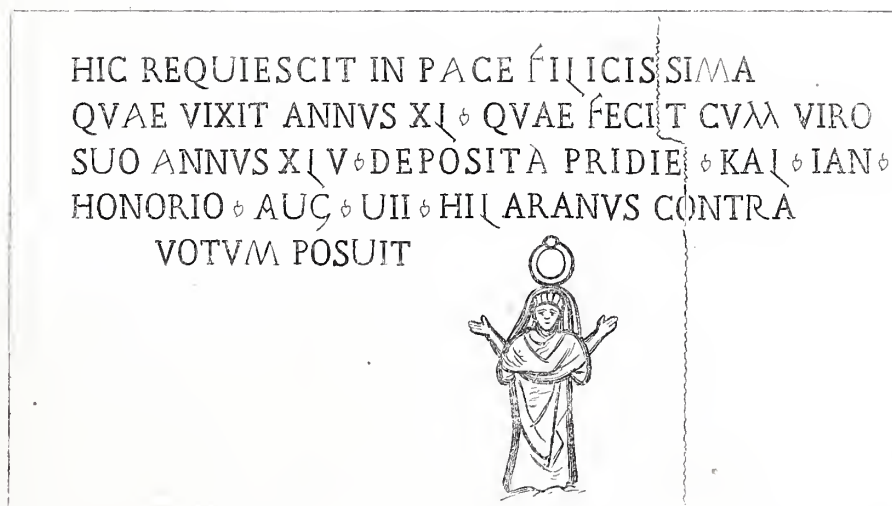 HIC REQUIESCIT IN PACE FILICISSIMA
QVAE VIXIT ANNVS XL QVAE FECIT CVM VIRO
SUO ANNVS XLV DEPOSITA PRIDIE KAL IAN
HONORIO AUG UII HILARANVS CONTRA
VOTVM POSUIT